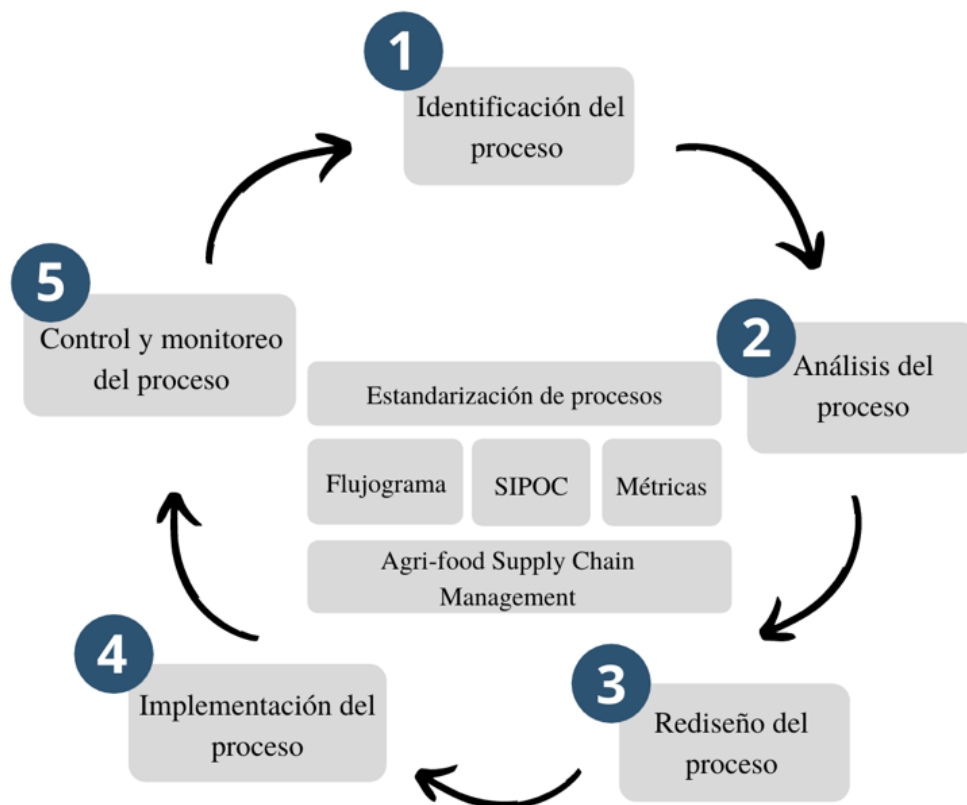 1
Identificación del
proceso
2
Análisis del
proceso
3
Rediseño del
proceso
4
Implementación del
proceso
5
Control y monitoreo
del proceso
Estandarización de procesos
Flujograma
SIPOC
Métricas
Agri-food Supply Chain
Management